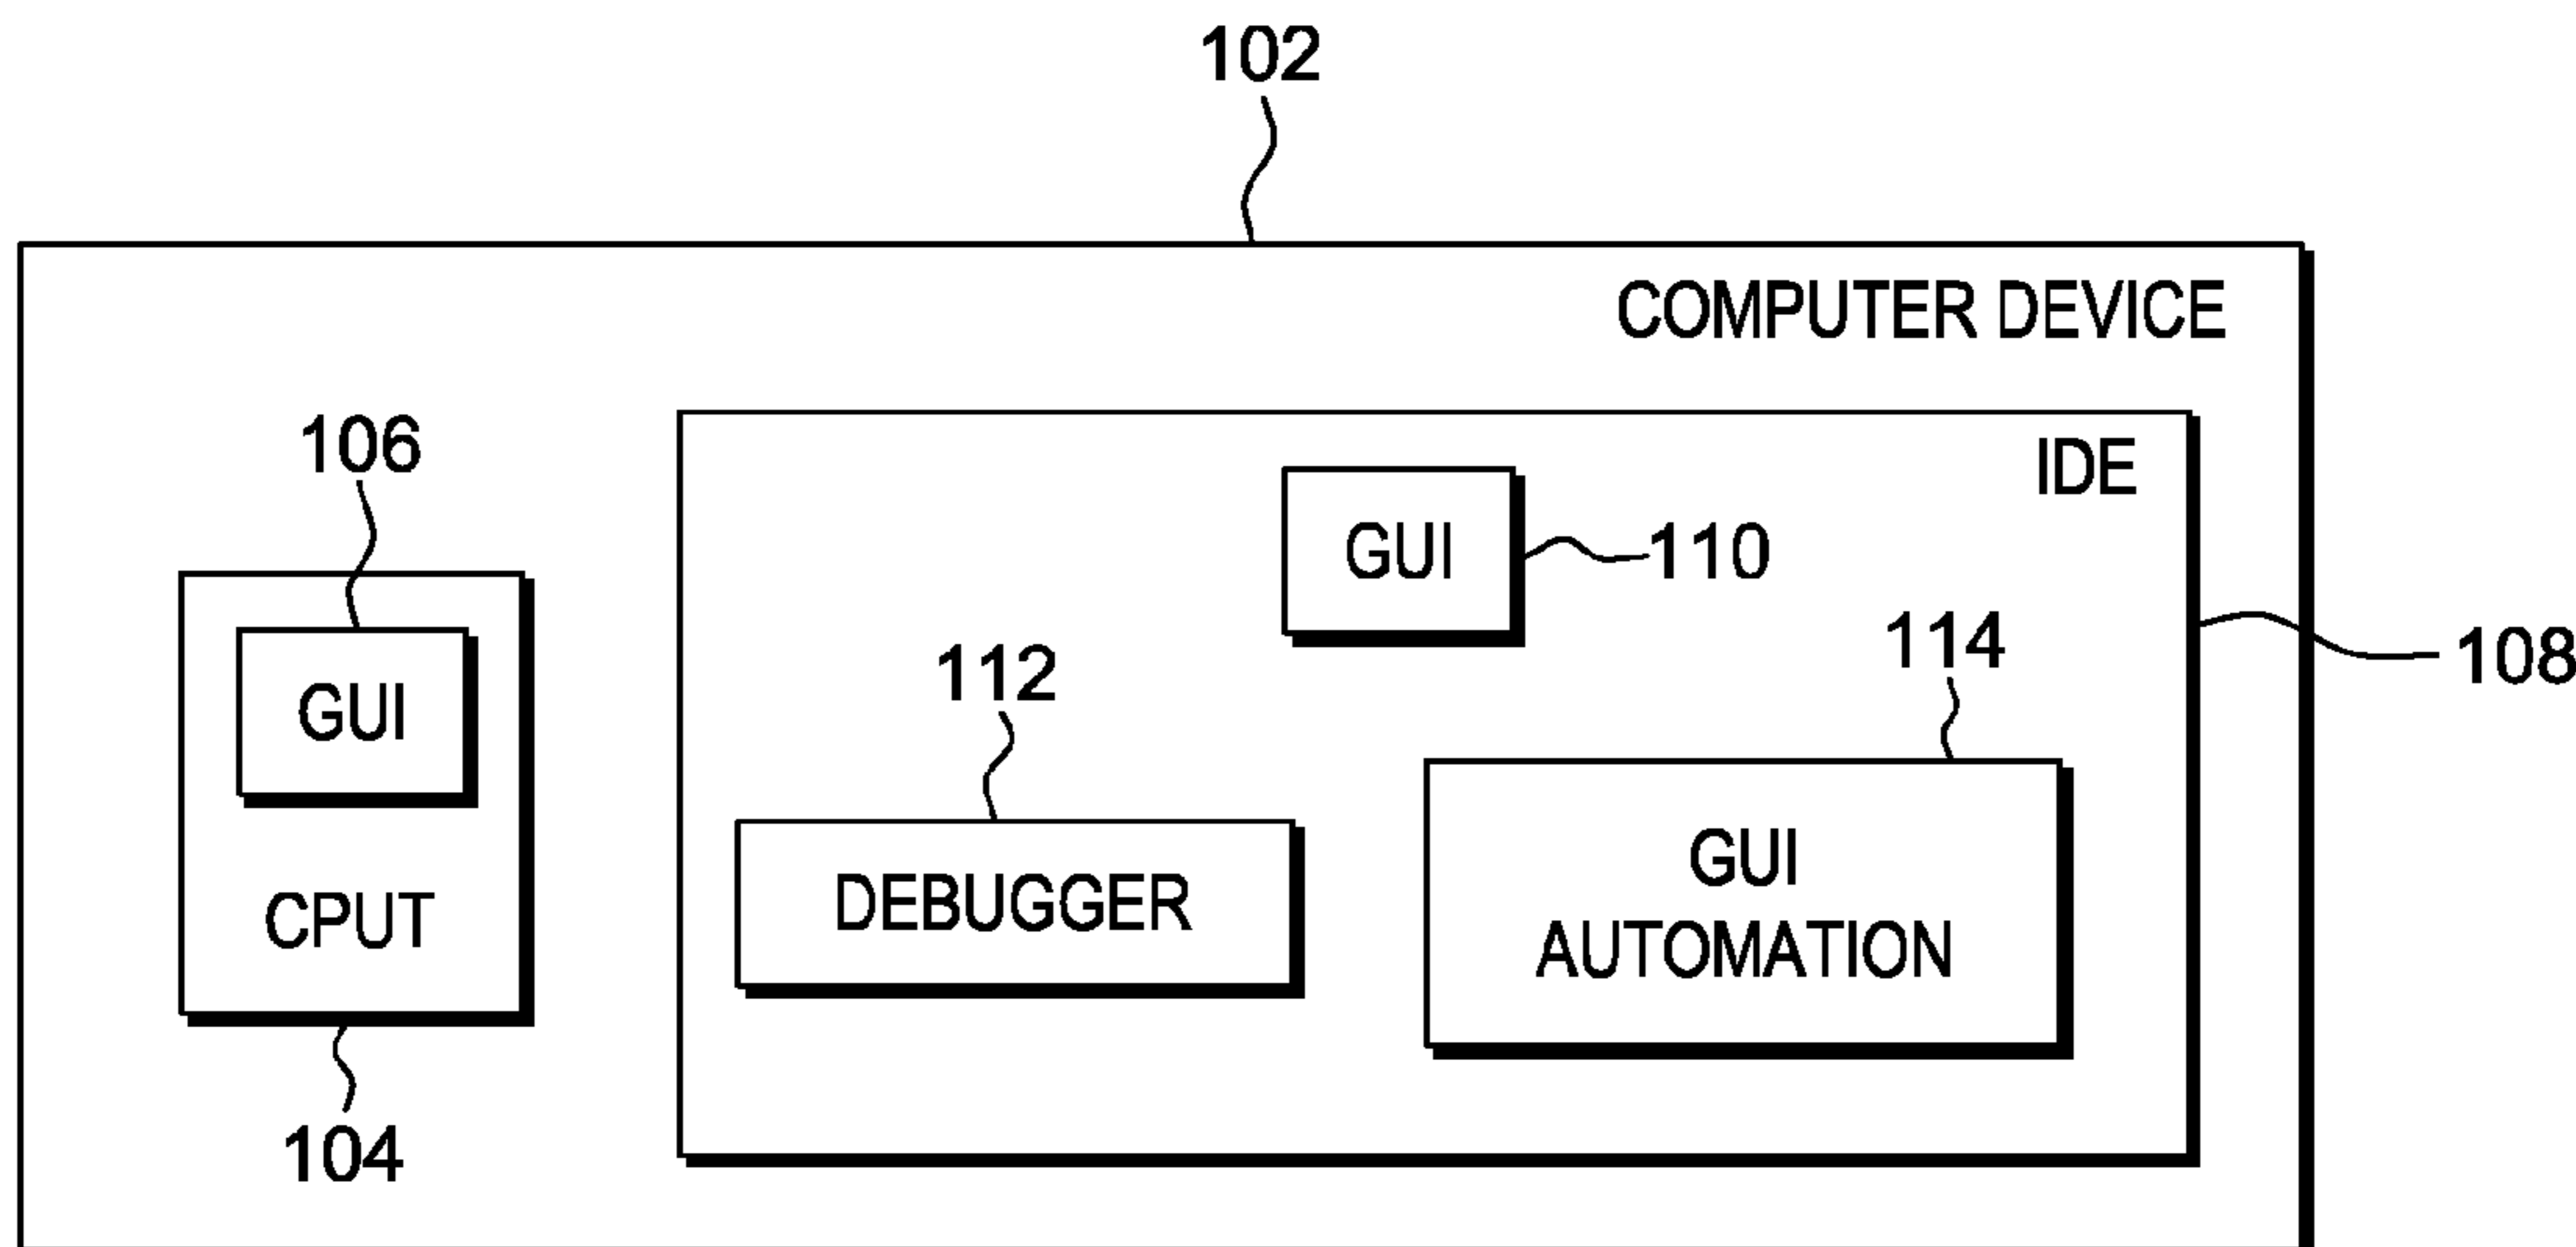 102
COMPUTER DEVICE
106
IDE
GUI
110
114
108
112
GUI
DEBUGGER
GUI
AUTOMATION
CPUT
104